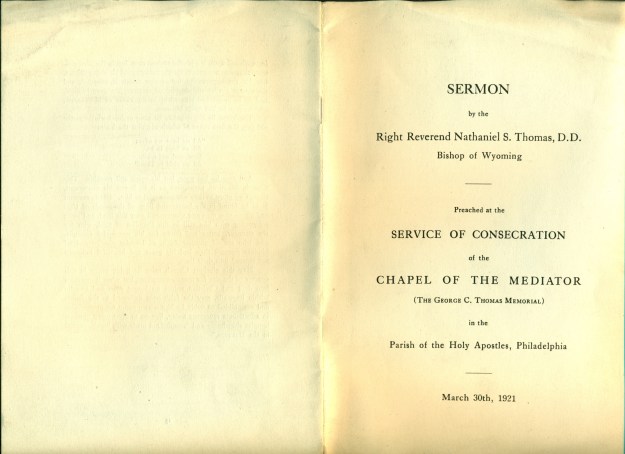 SERMON
by the
Right Reverend Nathaniel S. Thomas, D.D.
Bishop of Wyoming
Preached at the
SERVICE OF CONSECRATION
of the
CHAPEL OF THE MEDIATOR
(The George C. Thomas Memorial)
in the
Parish of the Holy Apostles, Philadelphia
March 30th, 1921